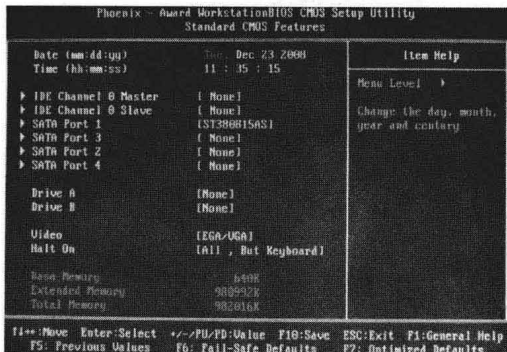 Phoenix - Award WorkstationBIOS CMOS Setup Utility
Standard CMOS Features
Date (mm:dd:yy) Tue, Dec 23 2008
Time (hh:mm:ss) 11 : 35 : 15
IDE Channel 0 Master [ None]
IDE Channel 0 Slave [ None]
SATA Port 1 [ST380815AS]
SATA Port 3 [ None]
SATA Port 2 [ None]
SATA Port 4 [ None]
Drive A [None]
Drive B [None]
Video [EGA/VGA]
Halt On [All , But Keyboard]
Base Memory 640K
Extended Memory 980992K
Total Memory 982016K
Item Help
Menu Level
Change the day, month,
year and century
:Move Enter:Select +/-/PU/PD:Value F10:Save ESC:Exit F1:General Help
F5: Previous Values F6: Fail-Safe Defaults F7: Optimized Defaults